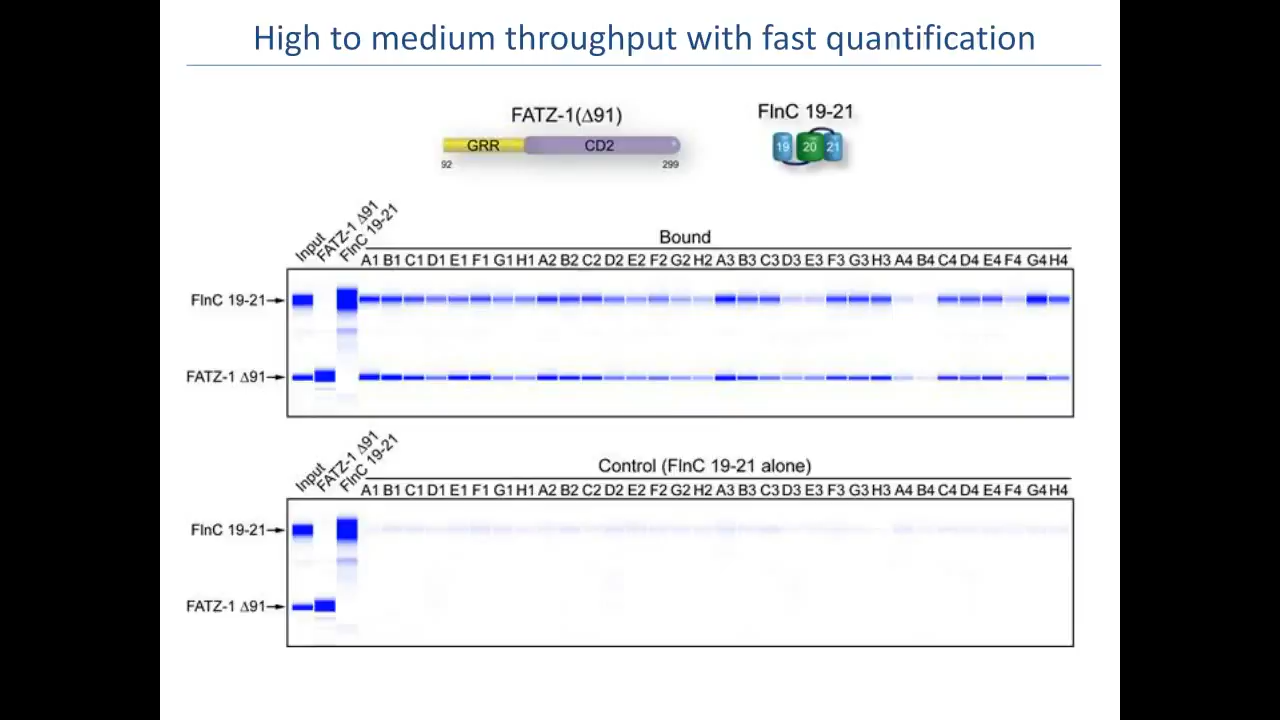 High to medium throughput with fast quantification
FATZ-1(Δ91)
FlnC 19-21
GRR
CD2
19
20
21
92
299
Input
FATZ-1 Δ91
FlnC 19-21
Bound
A1 B1 C1 D1 E1 F1 G1 H1 A2 B2 C2 D2 E2 F2 G2 H2 A3 B3 C3 D3 E3 F3 G3 H3 A4 B4 C4 D4 E4 F4 G4 H4
FlnC 19-21
FATZ-1 Δ91
Input
FATZ-1 Δ91
FlnC 19-21
Control (FlnC 19-21 alone)
A1 B1 C1 D1 E1 F1 G1 H1 A2 B2 C2 D2 E2 F2 G2 H2 A3 B3 C3 D3 E3 F3 G3 H3 A4 B4 C4 D4 E4 F4 G4 H4
FlnC 19-21
FATZ-1 Δ91